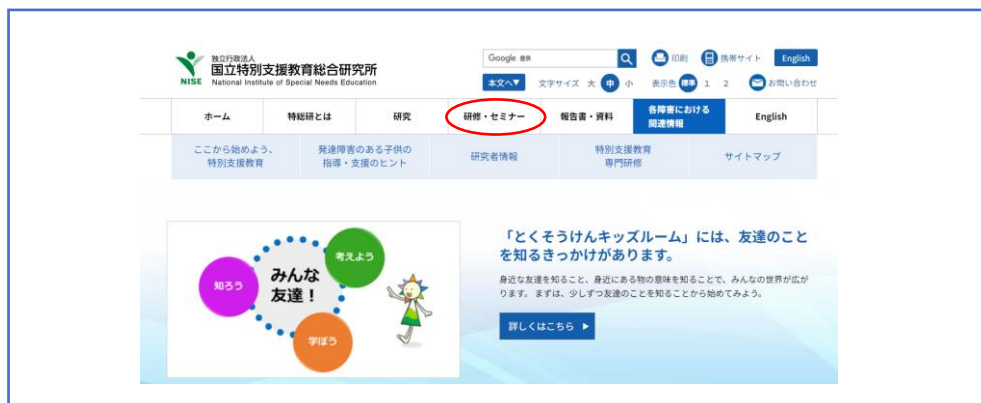 独立行政法人
国立特別支援教育総合研究所
NISE National Institute of Special Needs Education
Google 提供
印刷
携帯サイト
English
本文へ▼
文字サイズ 大 中 小
表示色 標準 1 2
お問い合わせ
ホーム
特総研とは
研究
研修・セミナー
報告書・資料
各障害における
関連情報
English
ここから始めよう、
特別支援教育
発達障害のある子供の
指導・支援のヒント
研究者情報
特別支援教育
専門研修
サイトマップ
知ろう
考えよう
みんな
友達！
学ぼう
「とくそうけんキッズルーム」には、友達のこと
を知るきっかけがあります。
身近な友達を知ること、身近にある物の意味を知ることで、みんなの世界が広が
ります。まずは、少しずつ友達のことを知ることから始めてみよう。
詳しくはこちら ▶